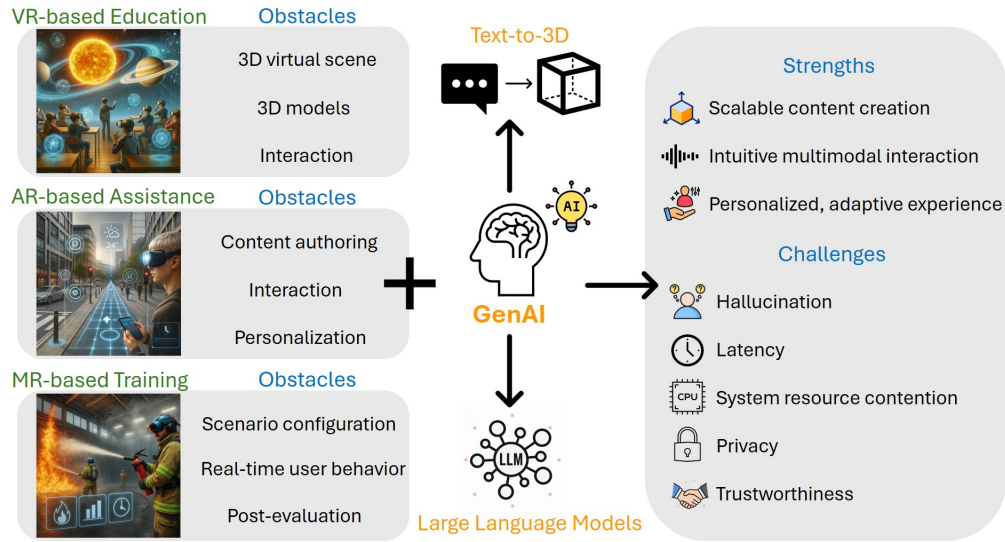 VR-based Education
Obstacles
3D virtual scene
3D models
Interaction
AR-based Assistance
Obstacles
24°
Content authoring
Interaction
Personalization
MR-based Training
Obstacles
Scenario configuration
Real-time user behavior
Post-evaluation
Text-to-3D
AI
GenAI
LLM
Large Language Models
Strengths
Scalable content creation
Intuitive multimodal interaction
Personalized, adaptive experience
Challenges
? ?
Hallucination
Latency
CPU
System resource contention
Privacy
Trustworthiness